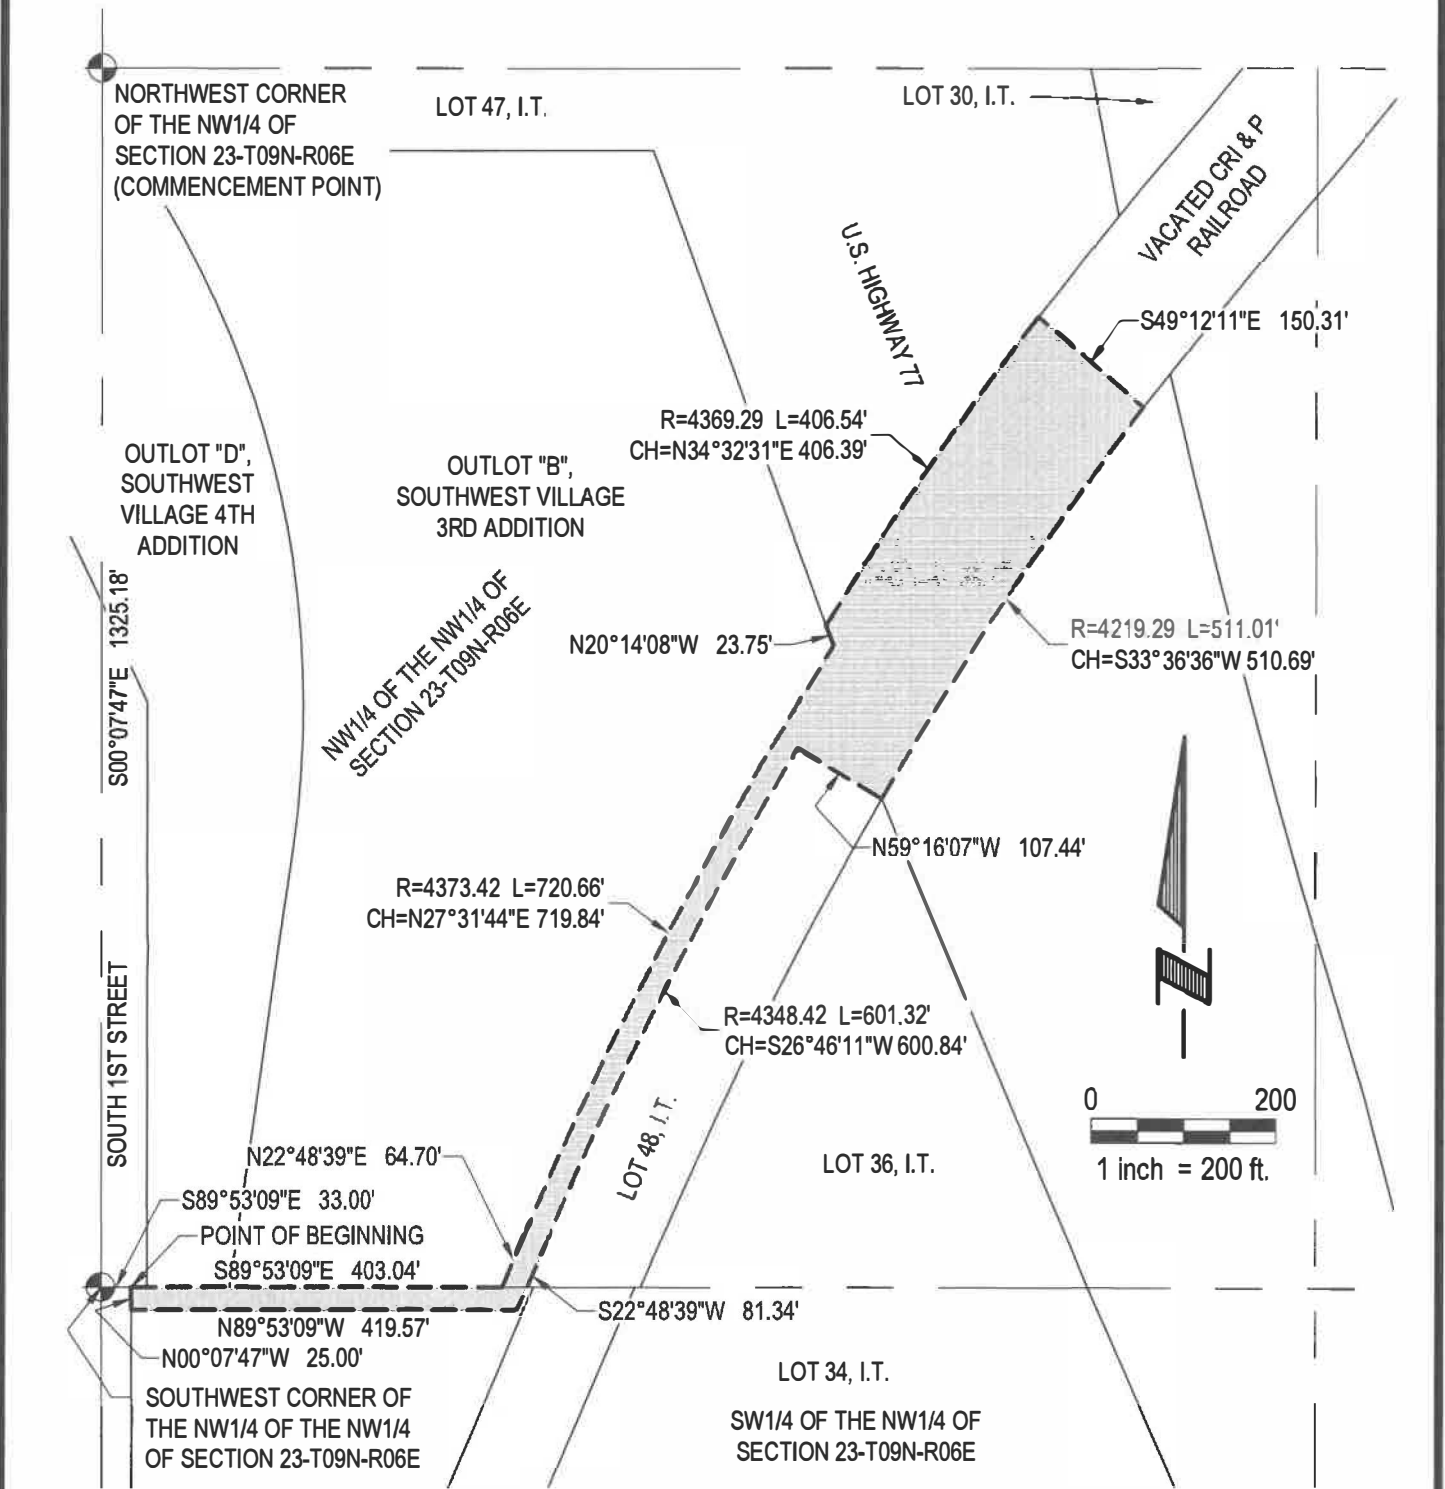 NORTHWEST CORNER
OF THE NW1/4 OF
SECTION 23-T09N-R06E
(COMMENCEMENT POINT)
LOT 47, I.T.
LOT 30, I.T.
VACATED CRI & P
RAILROAD
U.S. HIGHWAY 77
S49°12'11"E 150.31'
R=4369.29 L=406.54'
CH=N34°32'31"E 406.39'
OUTLOT "D",
SOUTHWEST
VILLAGE 4TH
ADDITION
OUTLOT "B",
SOUTHWEST VILLAGE
3RD ADDITION
S00°07'47"E 1325.18'
NW1/4 OF THE NW1/4 OF
SECTION 23-T09N-R06E
N20°14'08"W 23.75'
R=4219.29 L=511.01'
CH=S33°36'36"W 510.69'
N59°16'07"W 107.44'
R=4373.42 L=720.66'
CH=N27°31'44"E 719.84'
SOUTH 1ST STREET
R=4348.42 L=601.32'
CH=S26°46'11"W 600.84'
0 200
1 inch = 200 ft.
LOT 48, I.T.
LOT 36, I.T.
N22°48'39"E 64.70'
S89°53'09"E 33.00'
POINT OF BEGINNING
S89°53'09"E 403.04'
S22°48'39"W 81.34'
N89°53'09"W 419.57'
N00°07'47"W 25.00'
SOUTHWEST CORNER OF
THE NW1/4 OF THE NW1/4
OF SECTION 23-T09N-R06E
LOT 34, I.T.
SW1/4 OF THE NW1/4 OF
SECTION 23-T09N-R06E